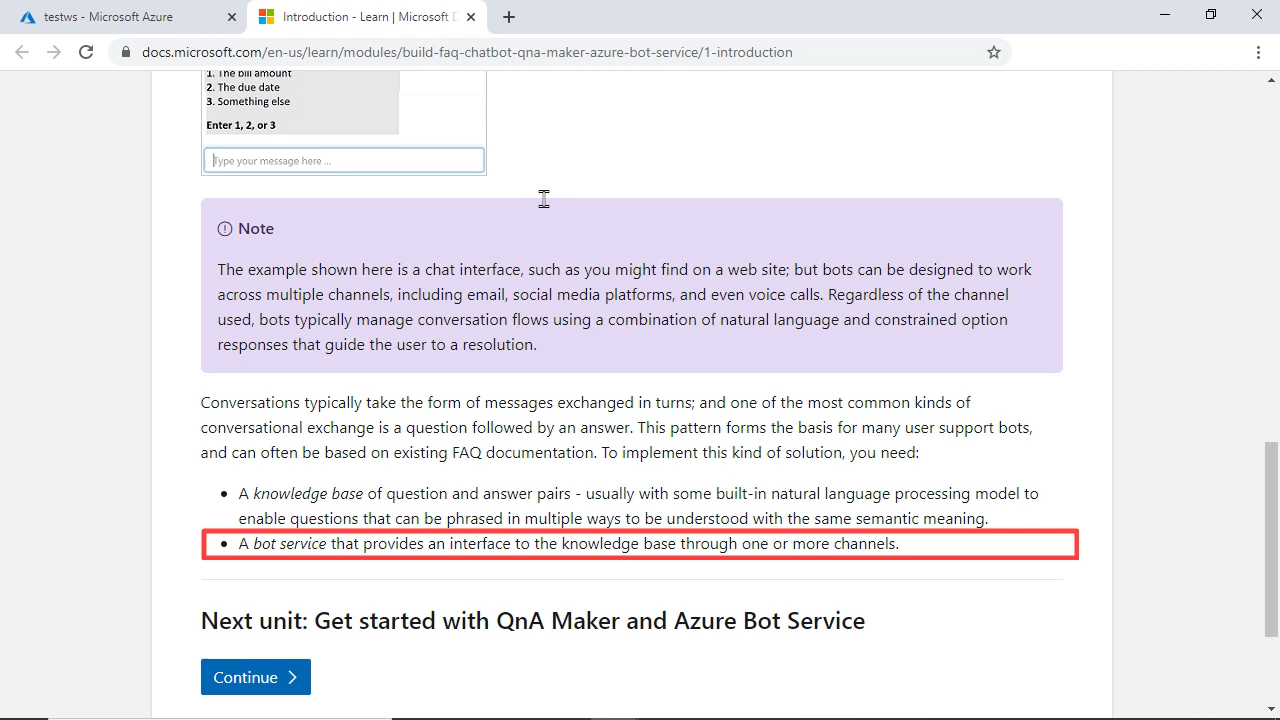 testws - Microsoft Azure
Introduction - Learn | Microsoft D
docs.microsoft.com/en-us/learn/modules/build-faq-chatbot-qna-maker-azure-bot-service/1-introduction
1. The bill amount
2. The due date
3. Something else
Enter 1, 2, or 3
Type your message here ...
Note
The example shown here is a chat interface, such as you might find on a web site; but bots can be designed to work
across multiple channels, including email, social media platforms, and even voice calls. Regardless of the channel
used, bots typically manage conversation flows using a combination of natural language and constrained option
responses that guide the user to a resolution.
Conversations typically take the form of messages exchanged in turns; and one of the most common kinds of
conversational exchange is a question followed by an answer. This pattern forms the basis for many user support bots,
and can often be based on existing FAQ documentation. To implement this kind of solution, you need:
• A knowledge base of question and answer pairs - usually with some built-in natural language processing model to
enable questions that can be phrased in multiple ways to be understood with the same semantic meaning.
• A bot service that provides an interface to the knowledge base through one or more channels.
Next unit: Get started with QnA Maker and Azure Bot Service
Continue